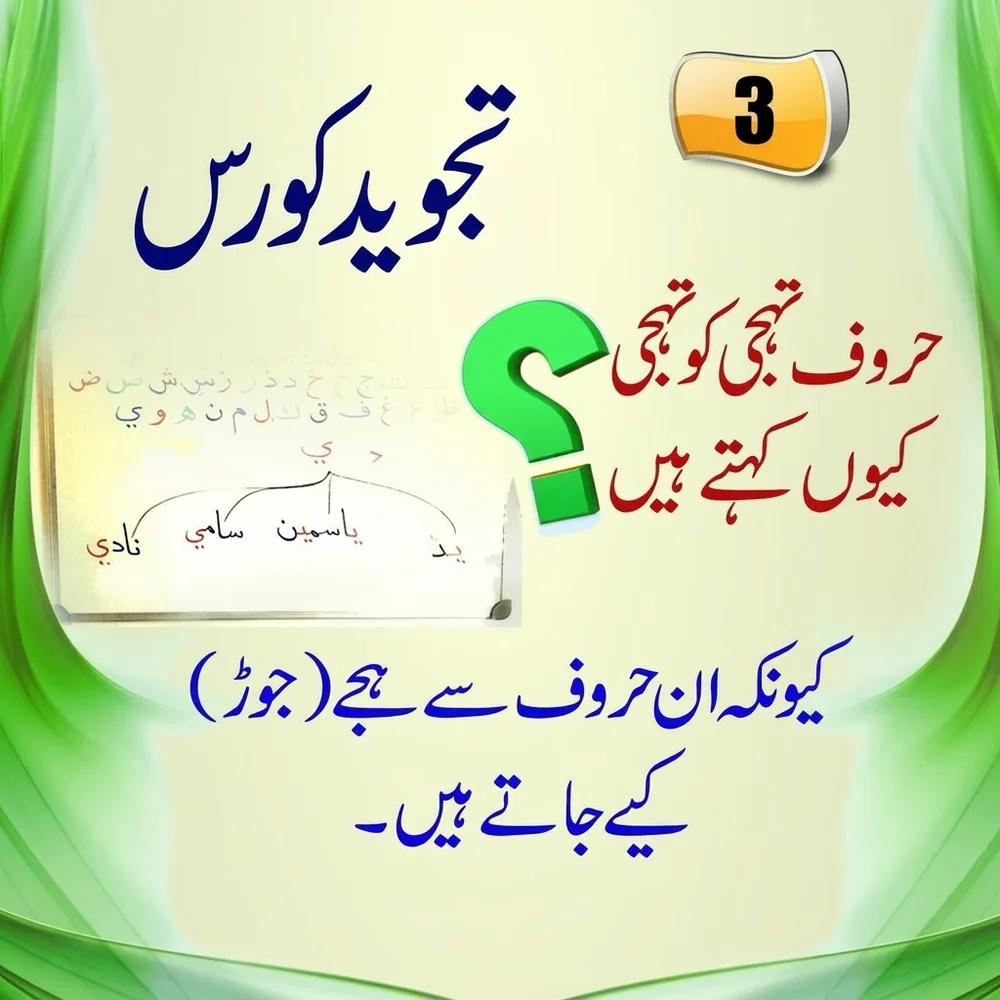 3
تجوید کورس
حروف تہجی کو تہجی
کیوں کہتے ہیں
?
ت ج ح خ د ذ ر ز س ش ص ض
ع غ ف ق ك ل م ن ه و ي
ي
يد ياسمين سامي نادي
کیونکہ ان حروف سے ہجے (جوڑ)
کیے جاتے ہیں۔